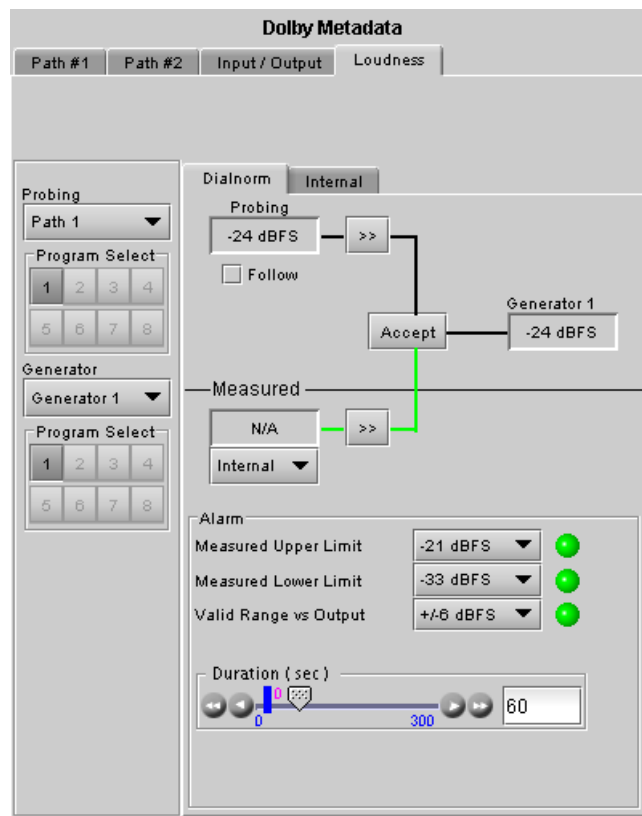 Dolby Metadata
Path #1 Path #2 Input / Output Loudness
Probing
Path 1
Program Select
1 2 3 4
5 6 7 8
Generator
Generator 1
Program Select
1 2 3 4
5 6 7 8
Dialnorm Internal
Probing
-24 dBFS >>
Follow
Accept
Generator 1
-24 dBFS
Measured
N/A >>
Internal
Alarm
Measured Upper Limit -21 dBFS
Measured Lower Limit -33 dBFS
Valid Range vs Output +/-6 dBFS
Duration ( sec )
0
0 300
60